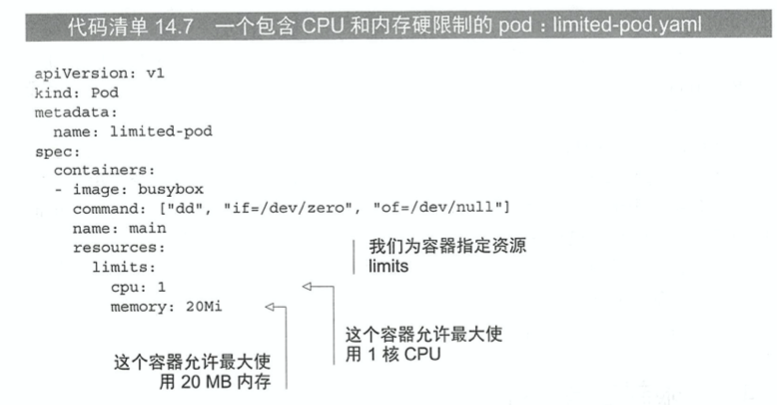 代码清单 14.7 一个包含 CPU 和内存硬限制的 pod：limited-pod.yaml
apiVersion: v1
kind: Pod
metadata:
  name: limited-pod
spec:
  containers:
  - image: busybox
    command: ["dd", "if=/dev/zero", "of=/dev/null"]
    name: main
    resources:
      limits:
        cpu: 1
        memory: 20Mi
我们为容器指定资源
limits
这个容器允许最大使
用 1 核 CPU
这个容器允许最大使
用 20 MB 内存